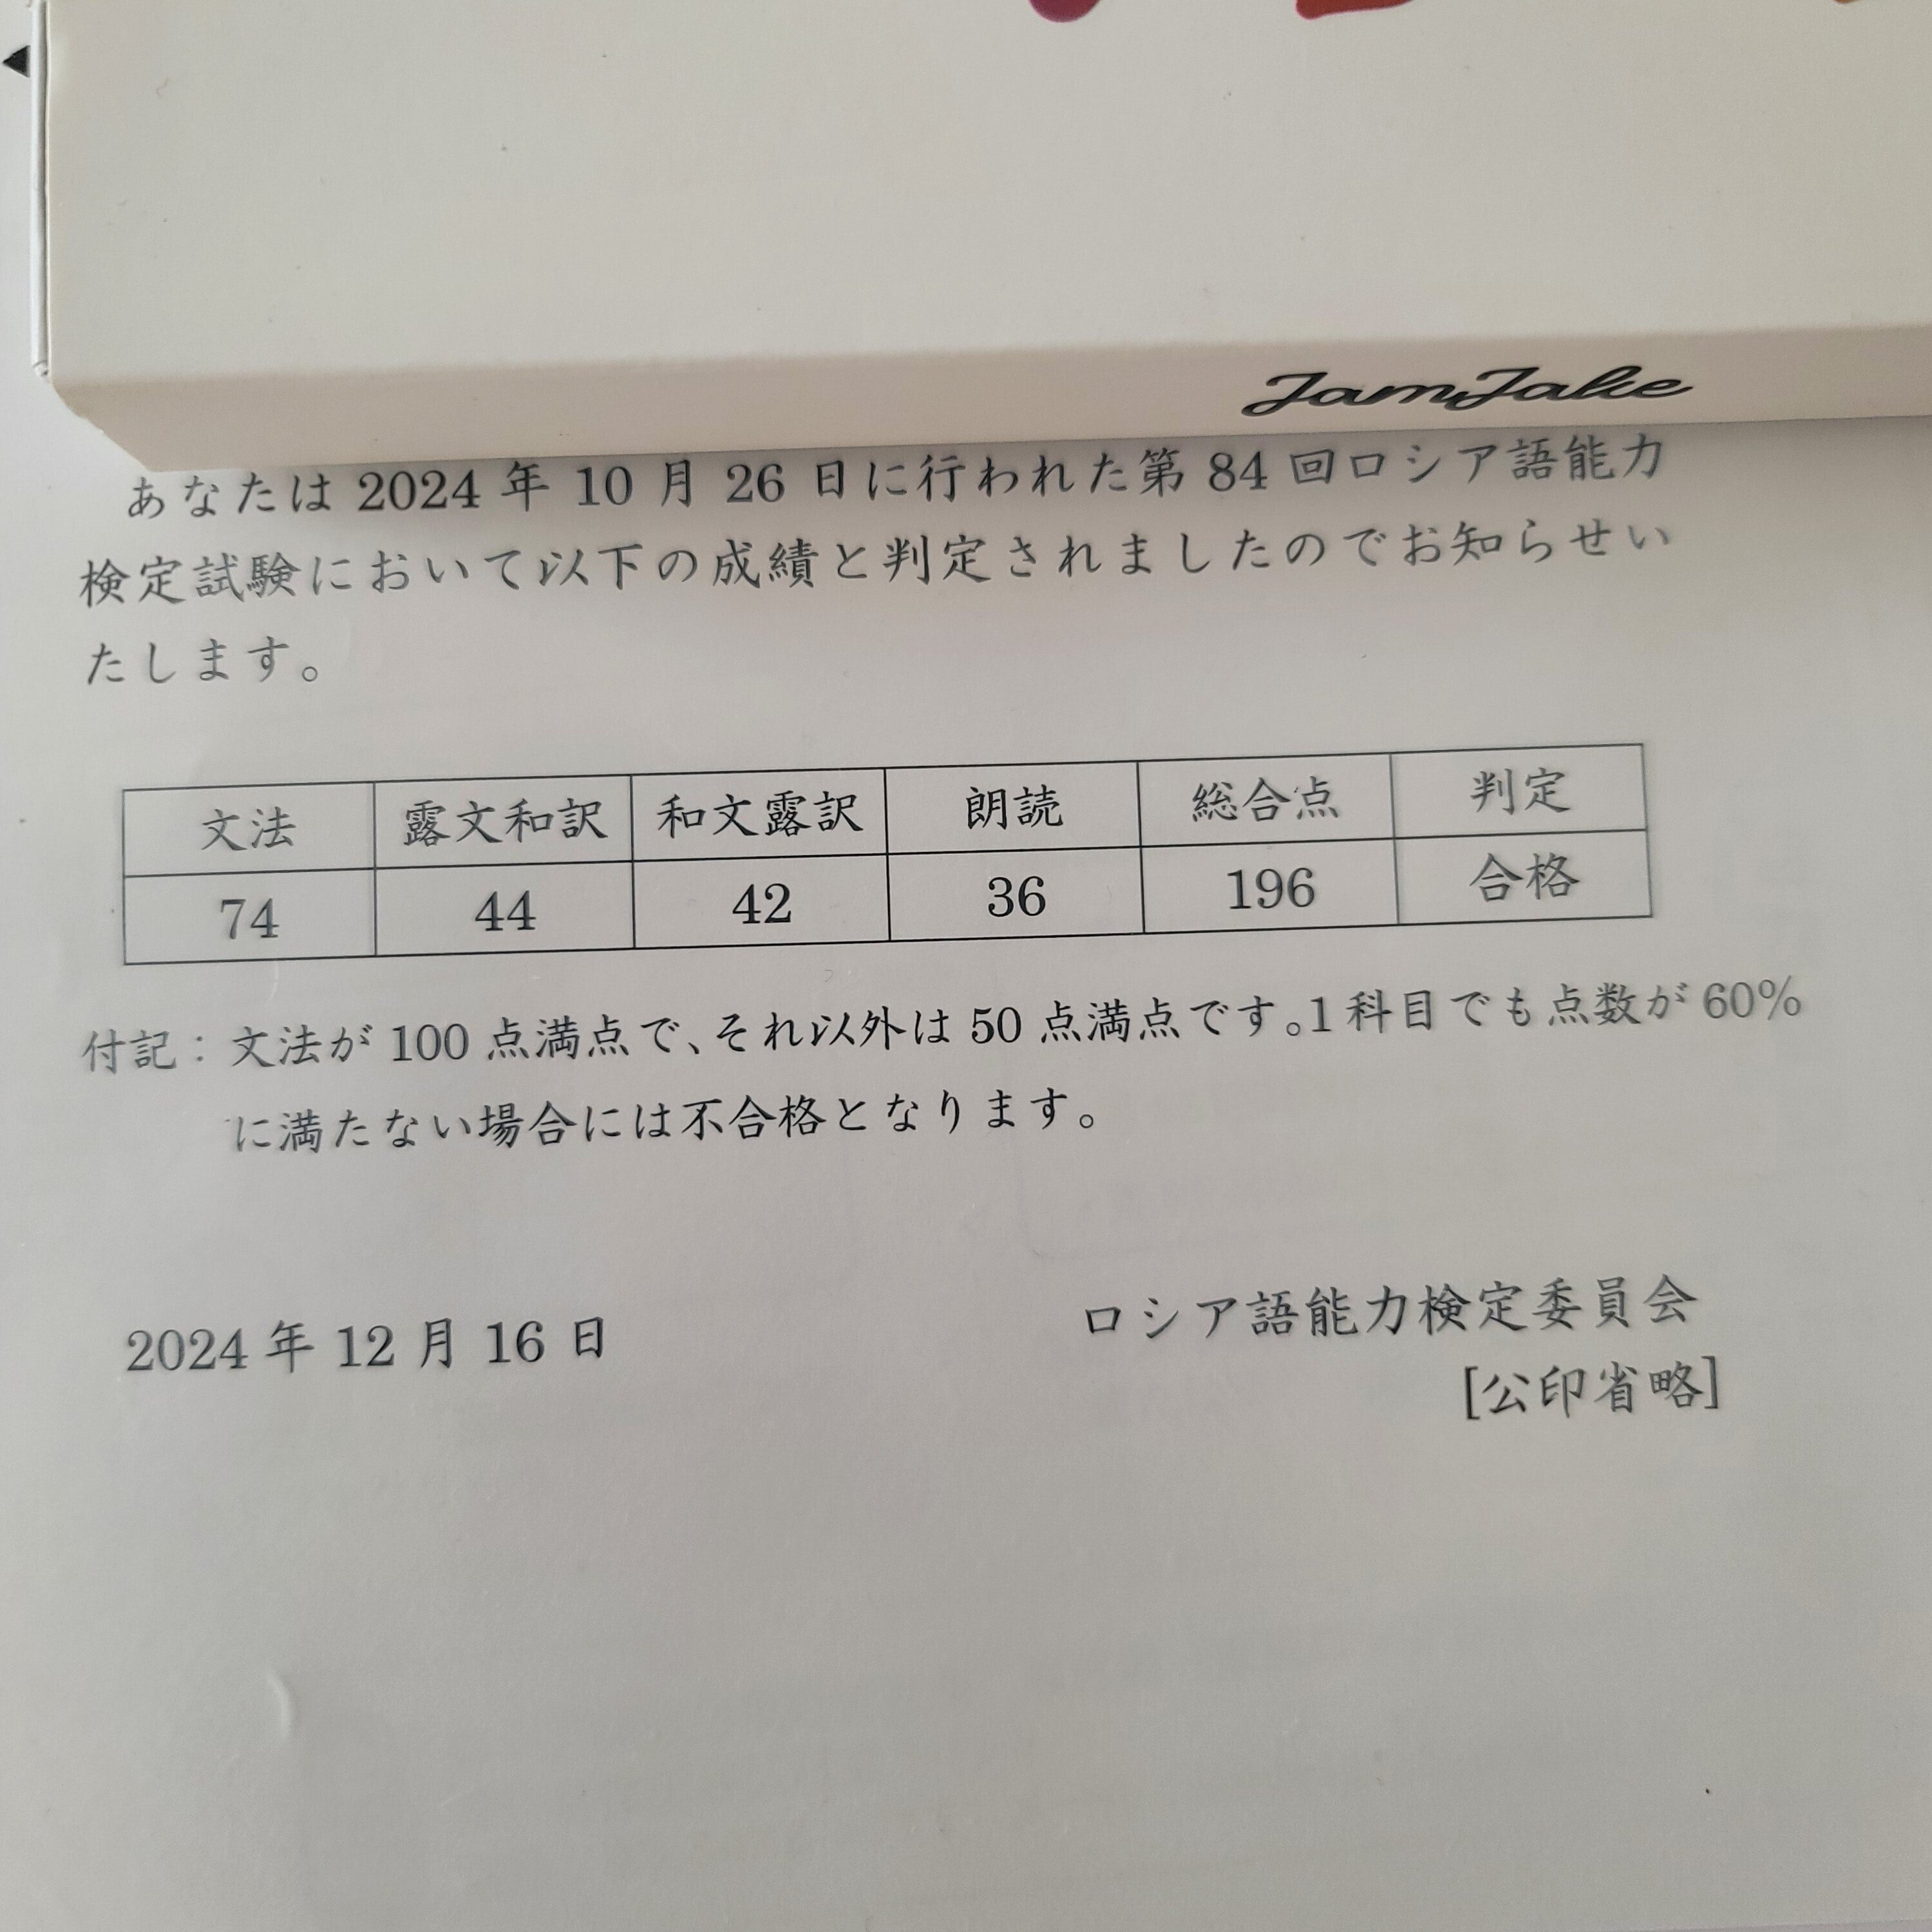 JamJake
あなたは 2024 年 10 月 26 日に行われた第 84 回ロシア語能力
検定試験において以下の成績と判定されましたのでお知らせい
たします。
文法 露文和訳 和文露訳 朗読 総合点 判定
74 44 42 36 196 合格
付記：文法が 100 点満点で、それ以外は 50 点満点です。1 科目でも点数が 60%
に満たない場合には不合格となります。
2024 年 12 月 16 日
ロシア語能力検定委員会
[公印省略]